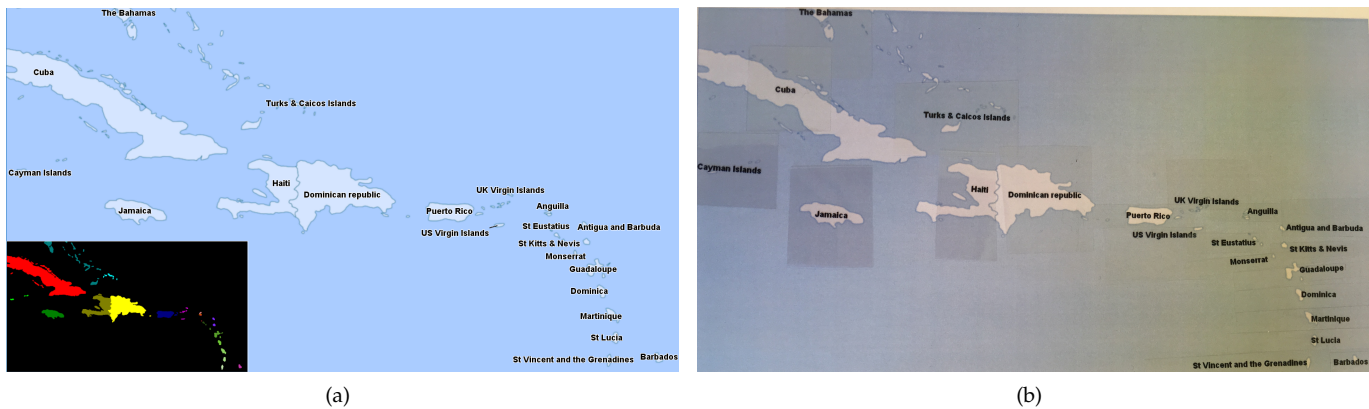 The Bahamas
Cuba
Turks & Caicos Islands
Cayman Islands
Haiti
Dominican republic
Jamaica
Puerto Rico
UK Virgin Islands
US Virgin Islands
Anguilla
St Eustatius
Antigua and Barbuda
St Kitts & Nevis
Monserrat
Guadaloupe
Dominica
Martinique
St Lucia
St Vincent and the Grenadines
Barbados
(a)
The Bahamas
Cuba
Turks & Caicos Islands
Cayman Islands
Haiti
Dominican republic
Jamaica
Puerto Rico
UK Virgin Islands
US Virgin Islands
Anguilla
Antigua and Barbuda
St Eustatius
St Kitts & Nevis
Monserrat
Guadaloupe
Dominica
Martinique
St Lucia
St Vincent and the Grenadines
Barbados
(b)